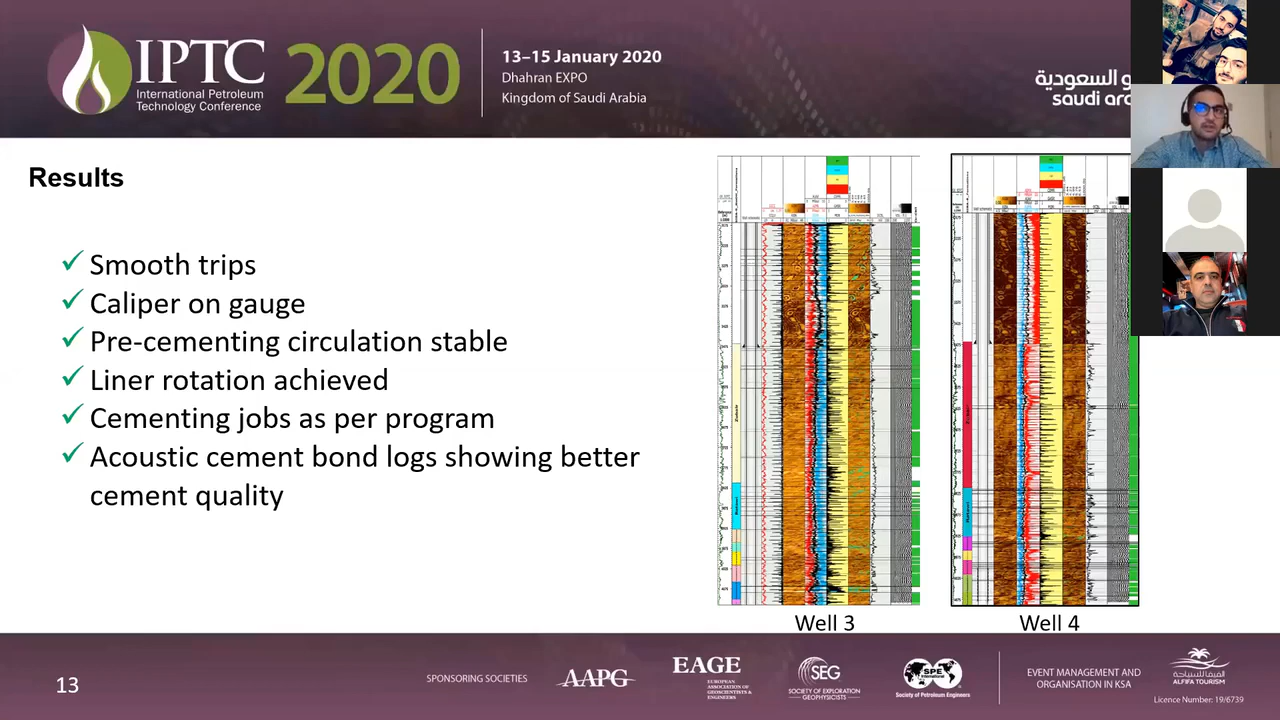 IPTC
International Petroleum
Technology Conference
2020
13–15 January 2020
Dhahran EXPO
Kingdom of Saudi Arabia
و السعودية
saudi ara
Results
✓ Smooth trips
✓ Caliper on gauge
✓ Pre-cementing circulation stable
✓ Liner rotation achieved
✓ Cementing jobs as per program
✓ Acoustic cement bond logs showing better
cement quality
Well 3
Well 4
13
SPONSORING SOCIETIES
AAPG
EAGE
EUROPEAN
ASSOCIATION OF
GEOSCIENTISTS &
ENGINEERS
SEG
SOCIETY OF EXPLORATION
GEOPHYSICISTS
SPE
International
Society of Petroleum Engineers
EVENT MANAGEMENT AND
ORGANISATION IN KSA
الفيفا للسياحة
ALFIFA TOURISM
Licence Number: 19/6739